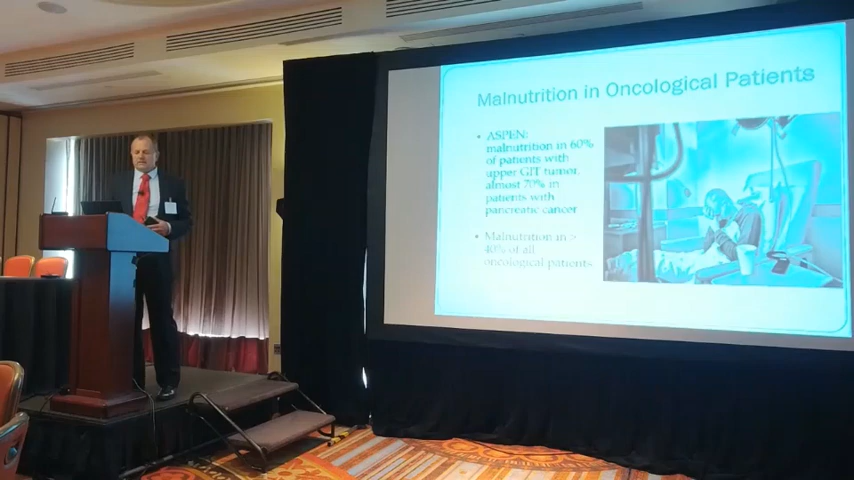 Malnutrition in Oncological Patients
• ASPEN:
malnutrition in 60%
of patients with
upper GIT tumor,
almost 70% in
patients with
pancreatic cancer
• Malnutrition in >
40% of all
oncological patients